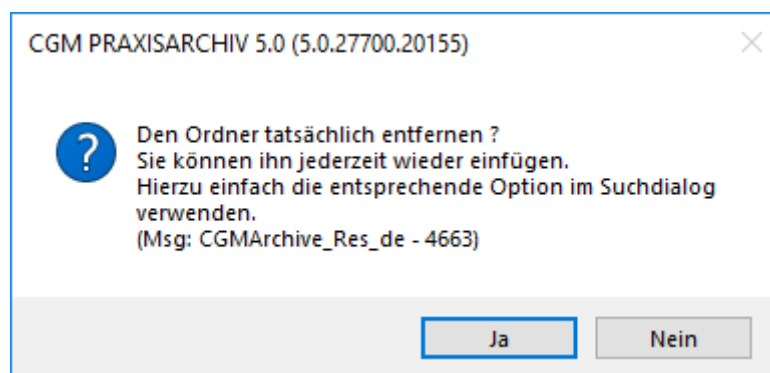 CGM PRAXISARCHIV 5.0 (5.0.27700.20155)
Den Ordner tatsächlich entfernen ?
Sie können ihn jederzeit wieder einfügen.
Hierzu einfach die entsprechende Option im Suchdialog
verwenden.
(Msg: CGMArchive_Res_de - 4663)
Ja
Nein